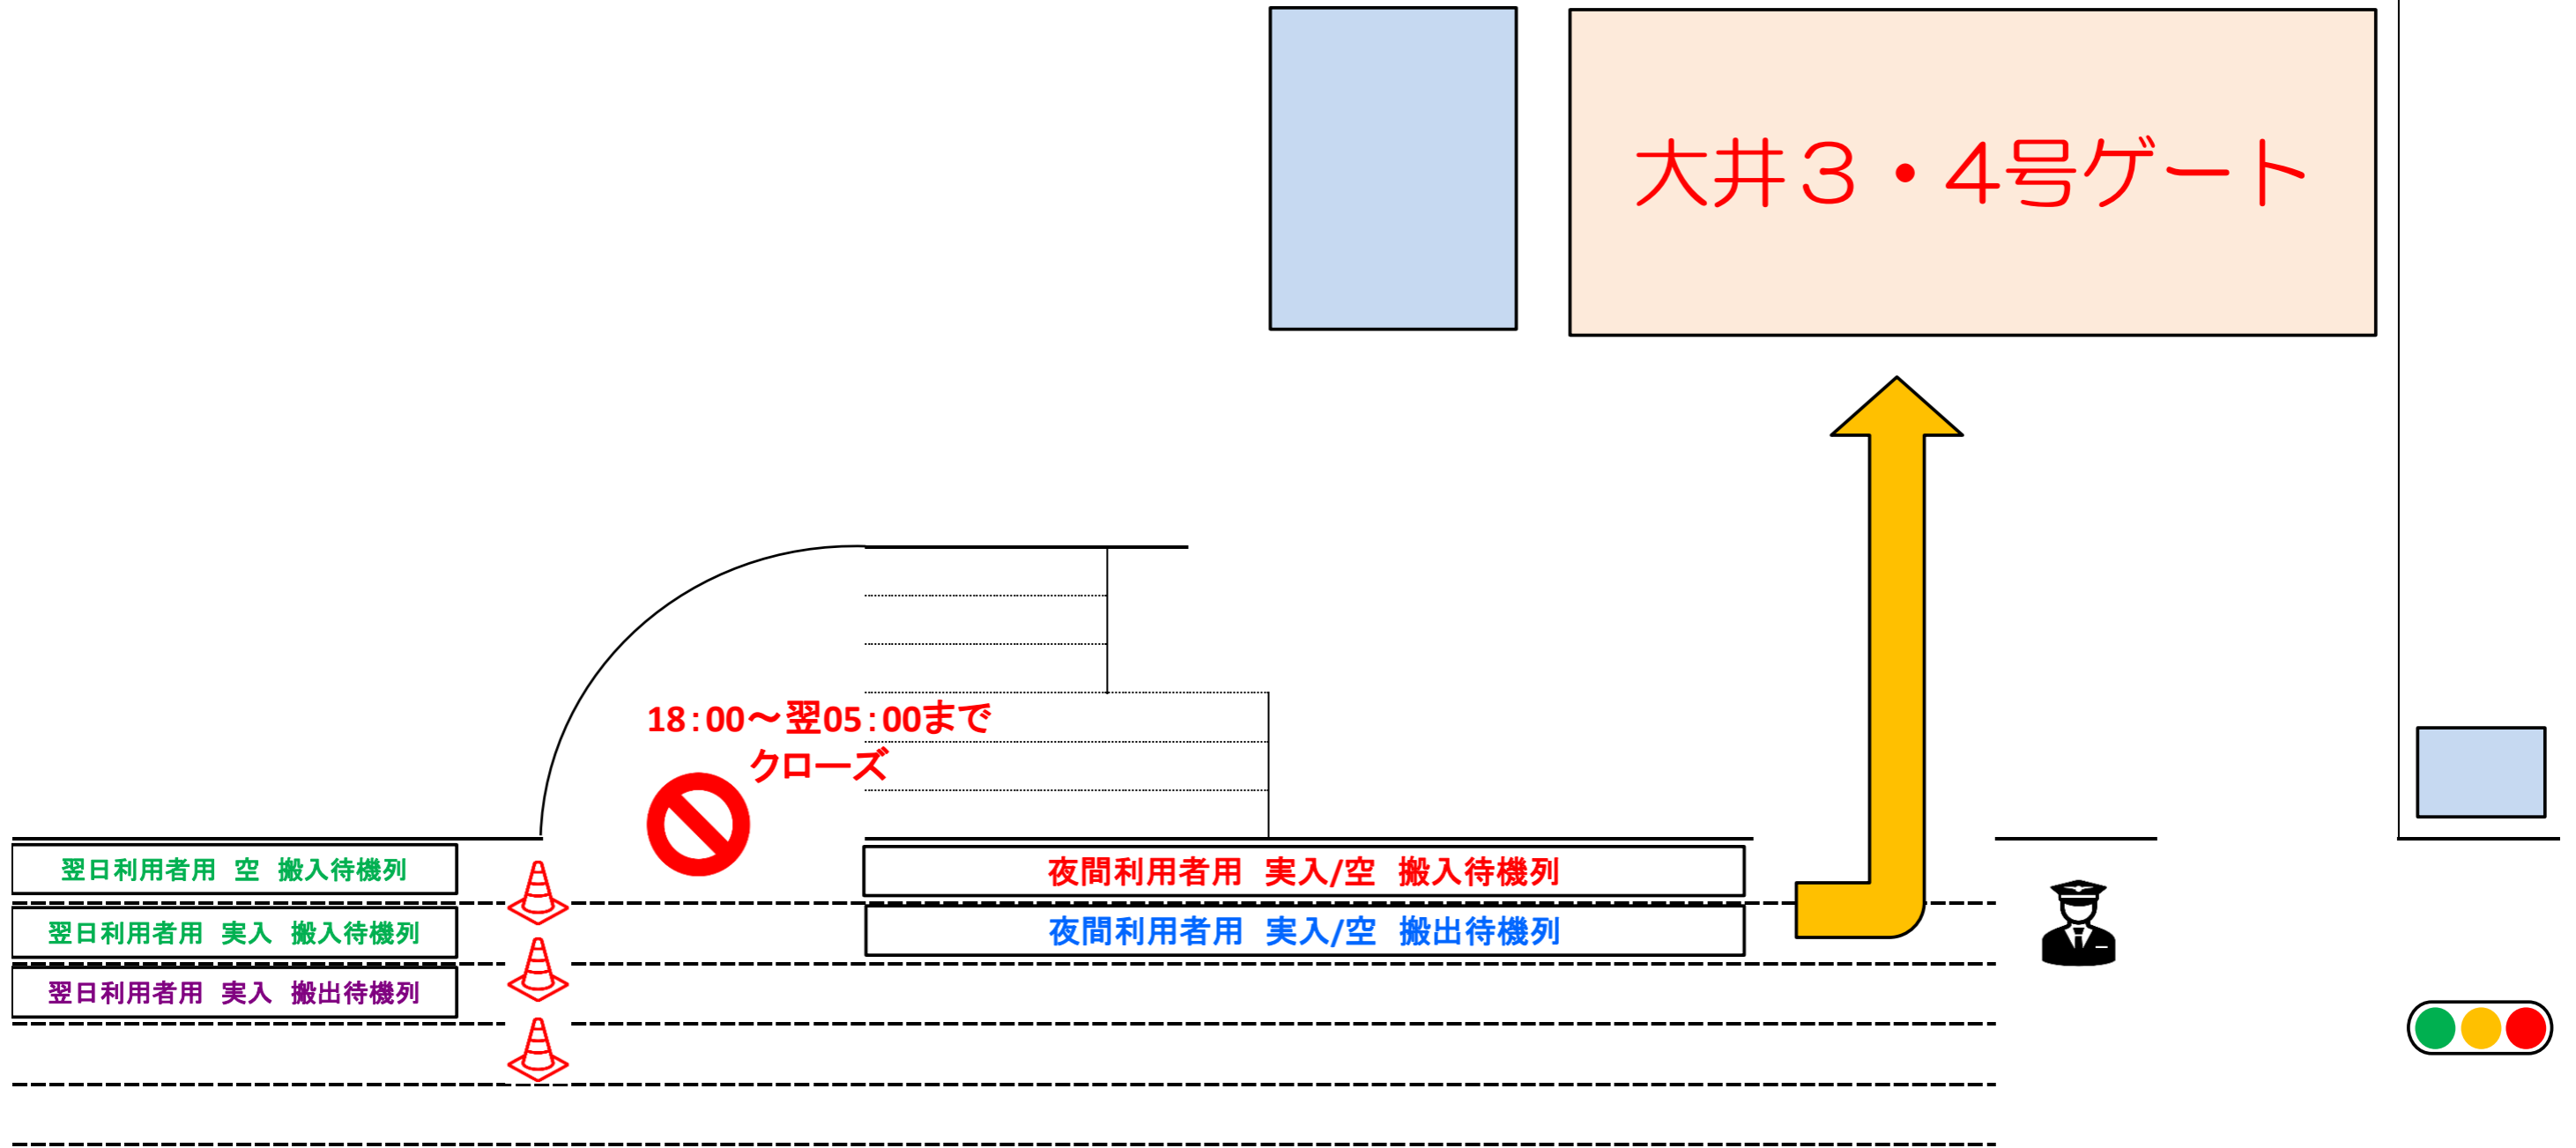 大井３・４号ゲート
18：00～翌05：00まで
クローズ
翌日利用者用　空　搬入待機列
夜間利用者用　実入/空　搬入待機列
翌日利用者用　実入　搬入待機列
夜間利用者用　実入/空　搬出待機列
翌日利用者用　実入　搬出待機列